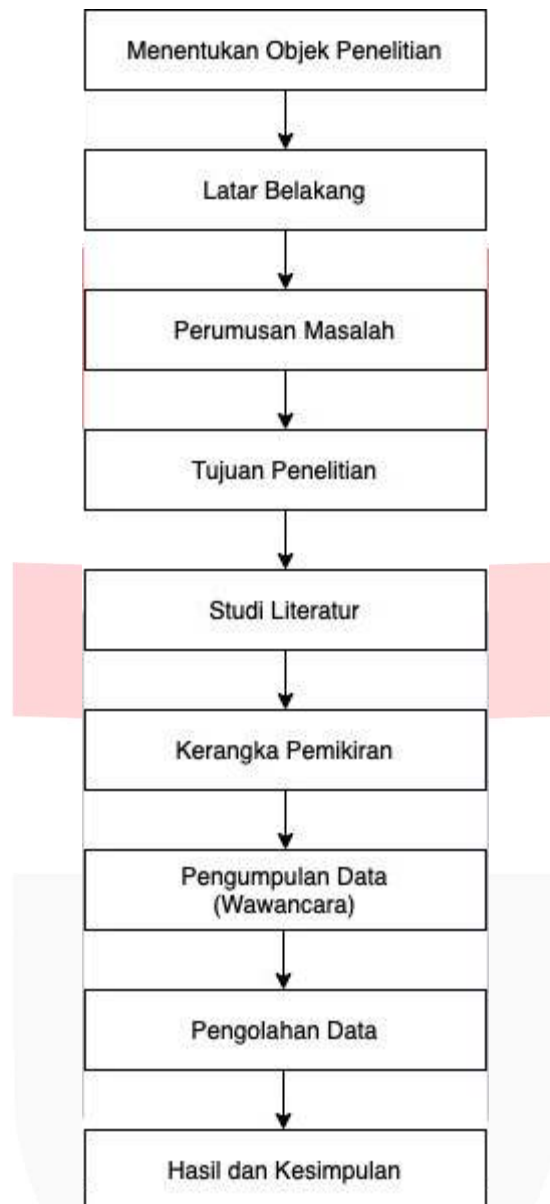 Menentukan Objek Penelitian
Latar Belakang
Perumusan Masalah
Tujuan Penelitian
Studi Literatur
Kerangka Pemikiran
Pengumpulan Data
(Wawancara)
Pengolahan Data
Hasil dan Kesimpulan